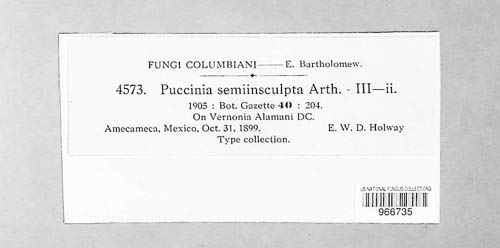 FUNGI COLUMBIANI——E. Bartholomew.
4573. Puccinia semiinsculpta Arth. - III—ii.
1905 : Bot. Gazette 40 : 204.
On Vernonia Alamani DC.
Amecameca, Mexico, Oct. 31, 1899. E. W. D. Holway
Type collection.
US NATIONAL FUNGUS COLLECTIONS
966735